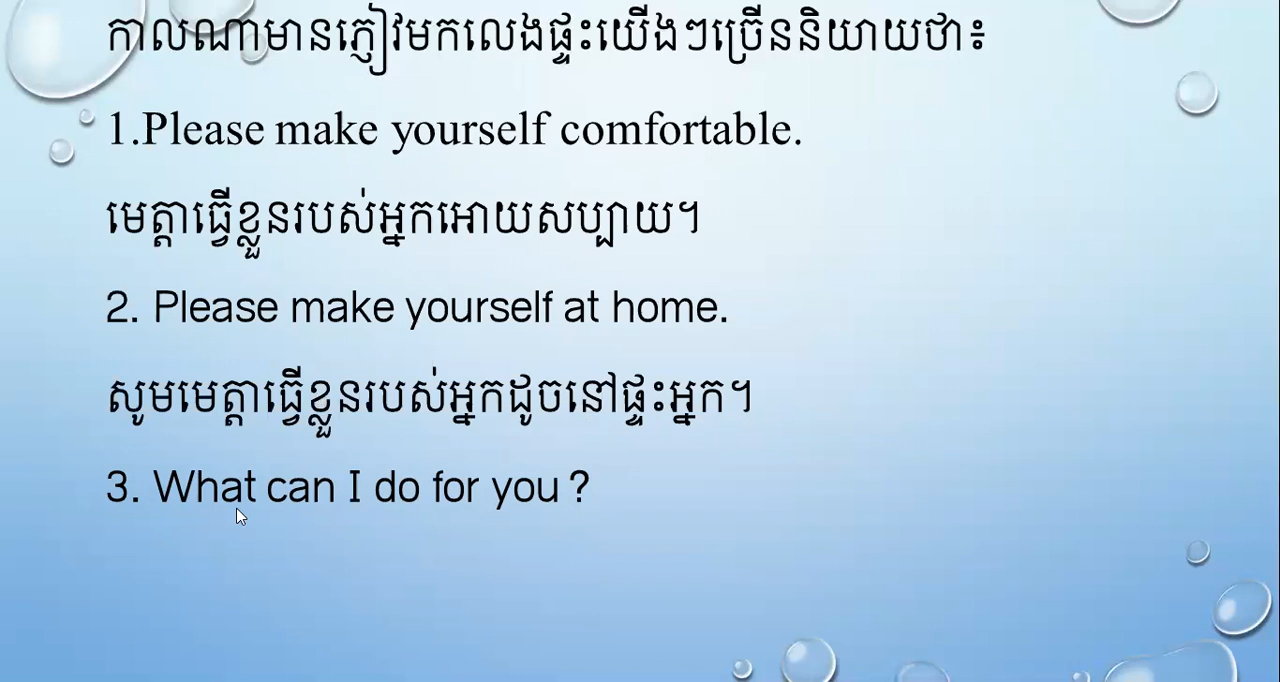 កាលណាមានភ្ញៀវមកលេងផ្ទះយើងៗច្រើននិយាយថា៖
1.Please make yourself comfortable.
មេត្តាធ្វើខ្លួនរបស់អ្នកអោយសប្បាយ។
2. Please make yourself at home.
សូមមេត្តាធ្វើខ្លួនរបស់អ្នកដូចនៅផ្ទះអ្នក។
3. What can I do for you ?